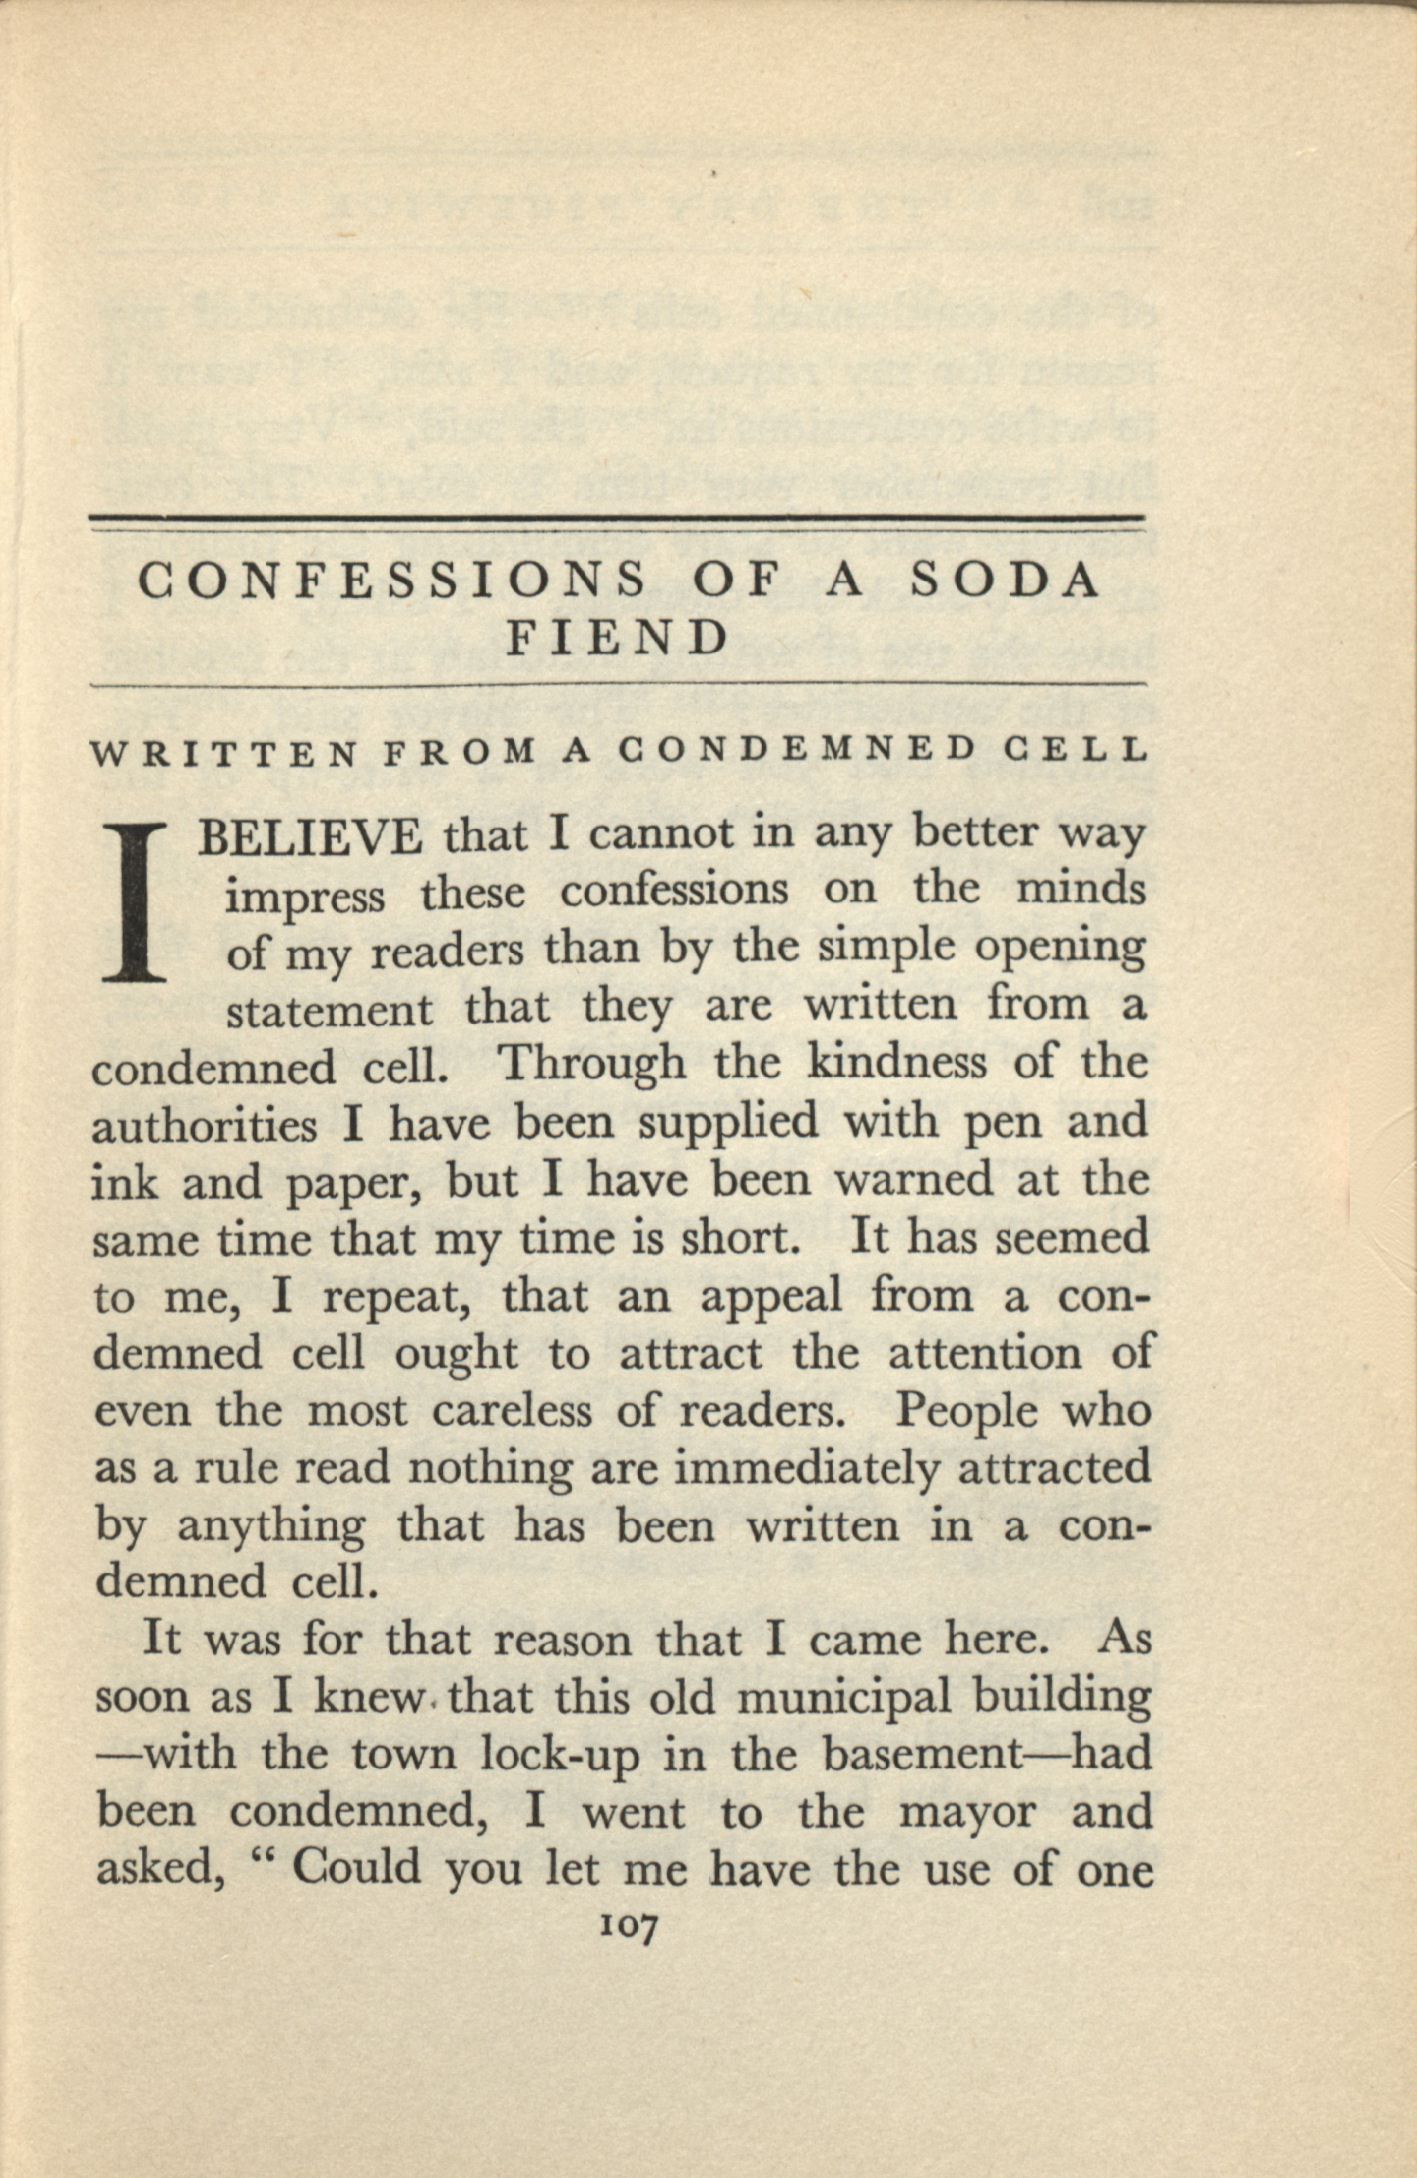 CONFESSIONS OF A SODA
FIEND
WRITTEN FROM A CONDEMNED CELL
I BELIEVE that I cannot in any better way
impress these confessions on the minds
of my readers than by the simple opening
statement that they are written from a
condemned cell. Through the kindness of the
authorities I have been supplied with pen and
ink and paper, but I have been warned at the
same time that my time is short. It has seemed
to me, I repeat, that an appeal from a con-
demned cell ought to attract the attention of
even the most careless of readers. People who
as a rule read nothing are immediately attracted
by anything that has been written in a con-
demned cell.
It was for that reason that I came here. As
soon as I knew that this old municipal building
—with the town lock-up in the basement—had
been condemned, I went to the mayor and
asked, “ Could you let me have the use of one
107